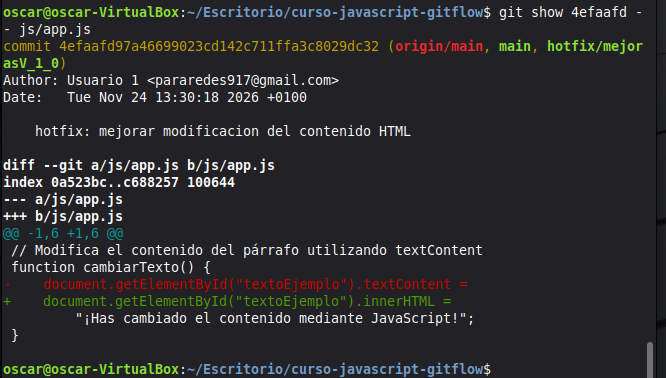 oscar@oscar-VirtualBox:~/Escritorio/curso-javascript-gitflow$ git show 4efaafd -
- js/app.js
commit 4efaafd97a46699023cd142c711ffa3c8029dc32 (origin/main, main, hotfix/mejor
asV_1_0)
Author: Usuario 1 <pararedes917@gmail.com>
Date:   Tue Nov 24 13:30:18 2026 +0100

    hotfix: mejorar modificacion del contenido HTML

diff --git a/js/app.js b/js/app.js
index 0a523bc..c688257 100644
--- a/js/app.js
+++ b/js/app.js
@@ -1,6 +1,6 @@
 // Modifica el contenido del párrafo utilizando textContent
 function cambiarTexto() {
-    document.getElementById("textoEjemplo").textContent =
+    document.getElementById("textoEjemplo").innerHTML =
         "¡Has cambiado el contenido mediante JavaScript!";
 }

oscar@oscar-VirtualBox:~/Escritorio/curso-javascript-gitflow$